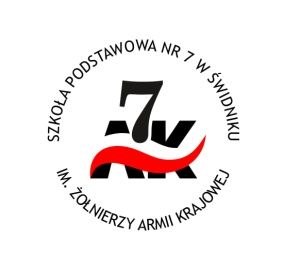 SZKOŁA PODSTAWOWA NR 7 W ŚWIDNIKU
7
AK
IM. ŻOŁNIERZY ARMII KRAJOWEJ